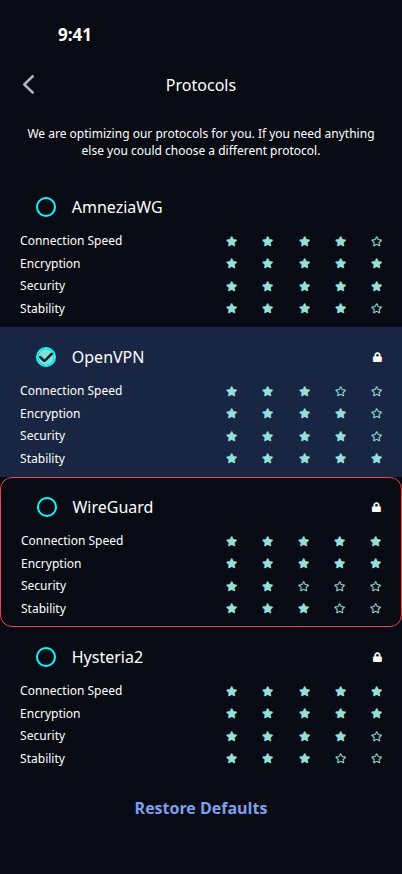 9:41
Protocols
We are optimizing our protocols for you. If you need anything
else you could choose a different protocol.
AmneziaWG
Connection Speed
Encryption
Security
Stability
OpenVPN
Connection Speed
Encryption
Security
Stability
WireGuard
Connection Speed
Encryption
Security
Stability
Hysteria2
Connection Speed
Encryption
Security
Stability
Restore Defaults